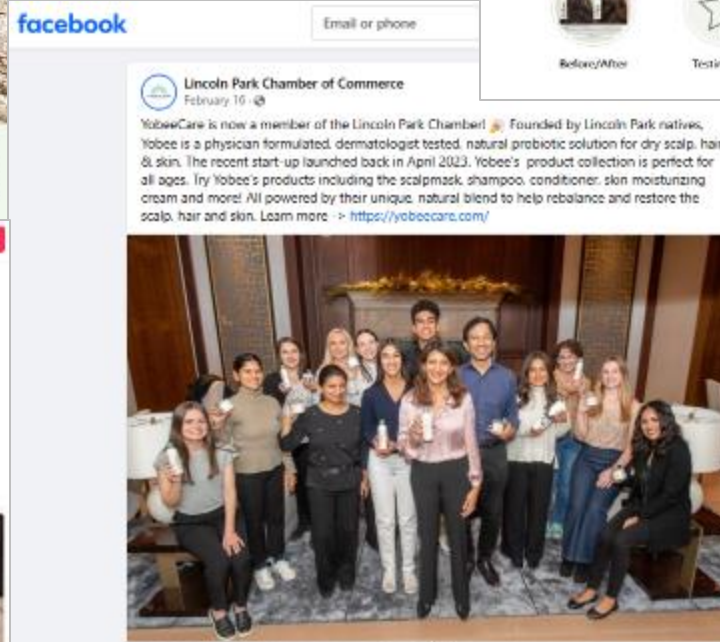 facebook
Email or phone
Before/After
Testi
Lincoln Park Chamber of Commerce
February 16 ·
YobeeCare is now a member of the Lincoln Park Chamber! 🎉 Founded by Lincoln Park natives,
Yobee is a physician formulated, dermatologist tested, natural probiotic solution for dry scalp, hair
& skin. The recent start-up launched back in April 2023. Yobee's product collection is perfect for
all ages. Try Yobee's products including the scalpmask, shampoo, conditioner, skin moisturizing
cream and more! All powered by their unique, natural blend to help rebalance and restore the
scalp, hair and skin. Learn more -> https://yobeecare.com/